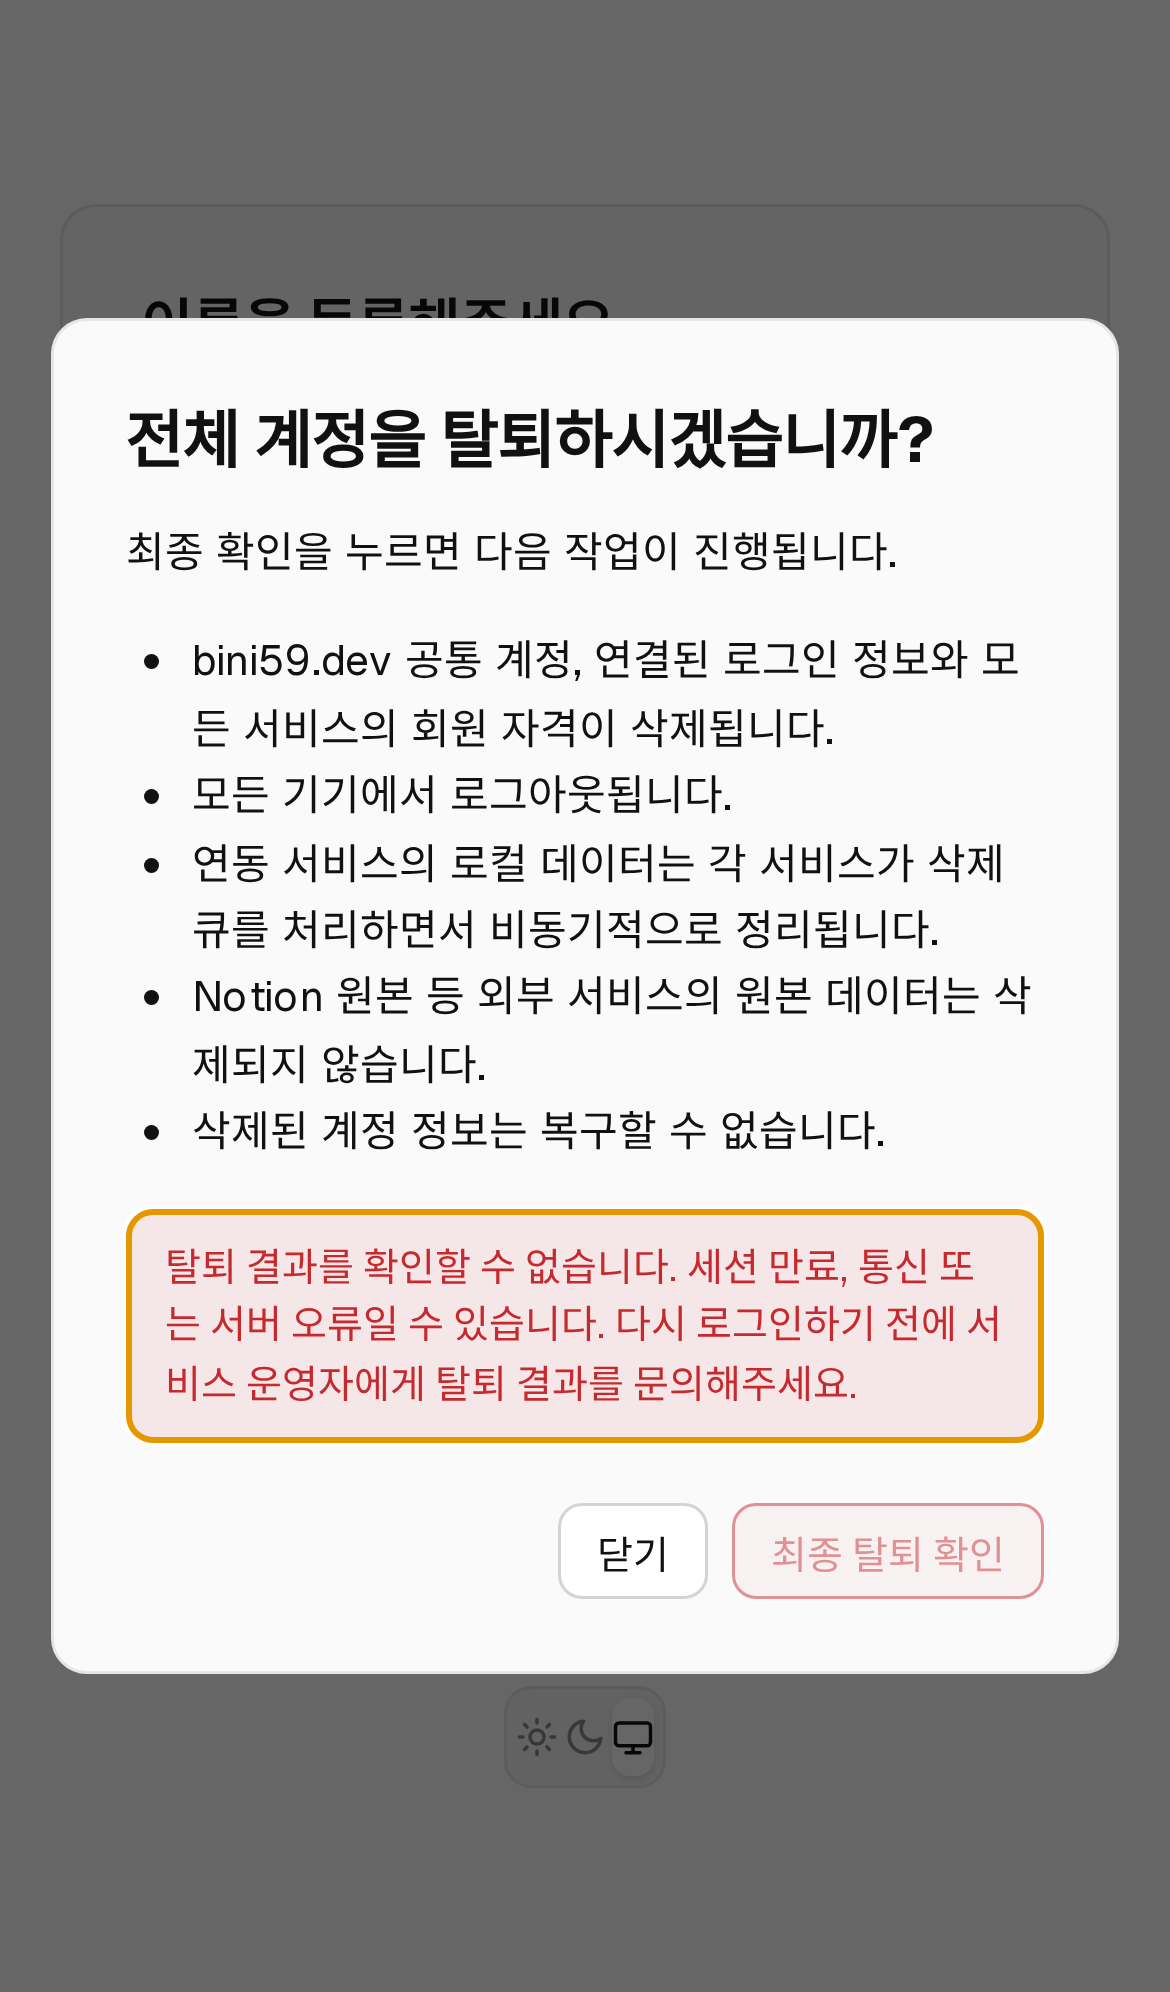 이름을 등록해주세요
전체 계정을 탈퇴하시겠습니까?
최종 확인을 누르면 다음 작업이 진행됩니다.
bini59.dev 공통 계정, 연결된 로그인 정보와 모
든 서비스의 회원 자격이 삭제됩니다.
모든 기기에서 로그아웃됩니다.
연동 서비스의 로컬 데이터는 각 서비스가 삭제
큐를 처리하면서 비동기적으로 정리됩니다.
Notion 원본 등 외부 서비스의 원본 데이터는 삭
제되지 않습니다.
삭제된 계정 정보는 복구할 수 없습니다.
탈퇴 결과를 확인할 수 없습니다. 세션 만료, 통신 또
는 서버 오류일 수 있습니다. 다시 로그인하기 전에 서
비스 운영자에게 탈퇴 결과를 문의해주세요.
닫기
최종 탈퇴 확인